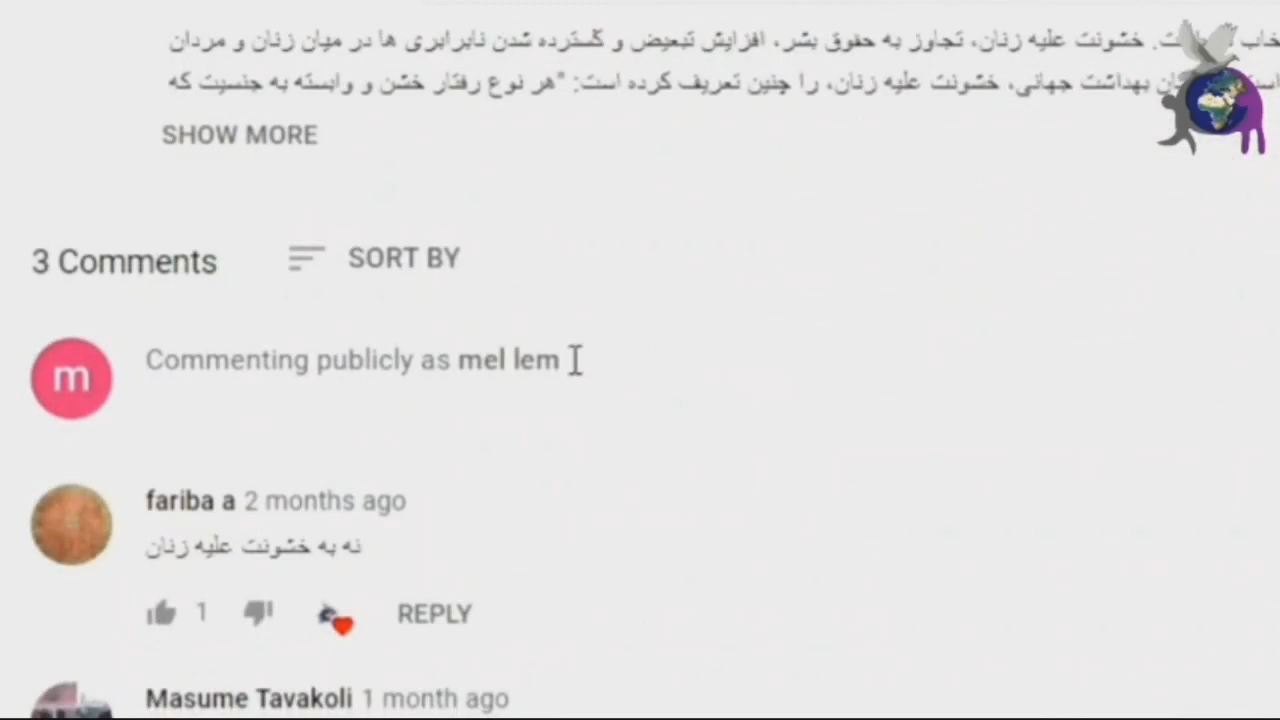 خشونت علیه زنان، تجاوز به حقوق بشر، افزایش تبعیض و گسترده شدن نابرابری ها در میان زنان و مردان
بهداشت جهانی، خشونت علیه زنان، را چنین تعریف کرده است: "هر نوع رفتار خشن و وابسته به جنسیت که
SHOW MORE
3 Comments SORT BY
m
Commenting publicly as mel lem
fariba a 2 months ago
نه به خشونت علیه زنان
1 REPLY
Masume Tavakoli 1 month ago